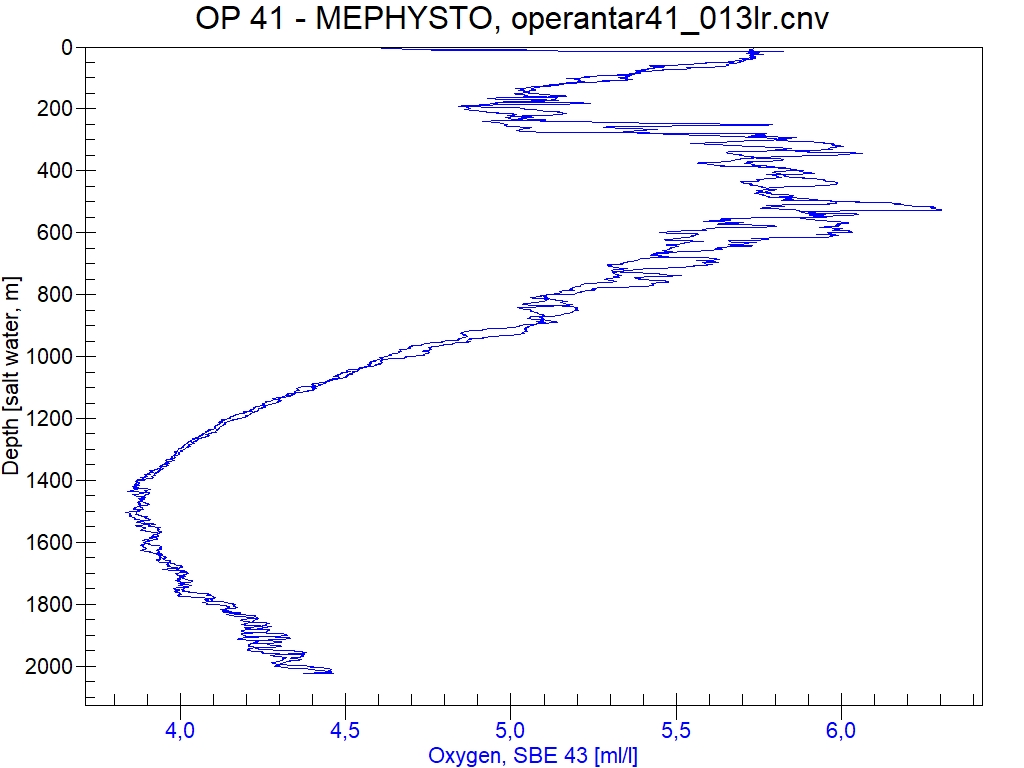 OP 41 - MEPHYSTO, operantar41_013lr.cnv
0
200
400
600
800
1000
1200
1400
1600
1800
2000
Depth [salt water, m]
4,0 4,5 5,0 5,5 6,0
Oxygen, SBE 43 [ml/l]